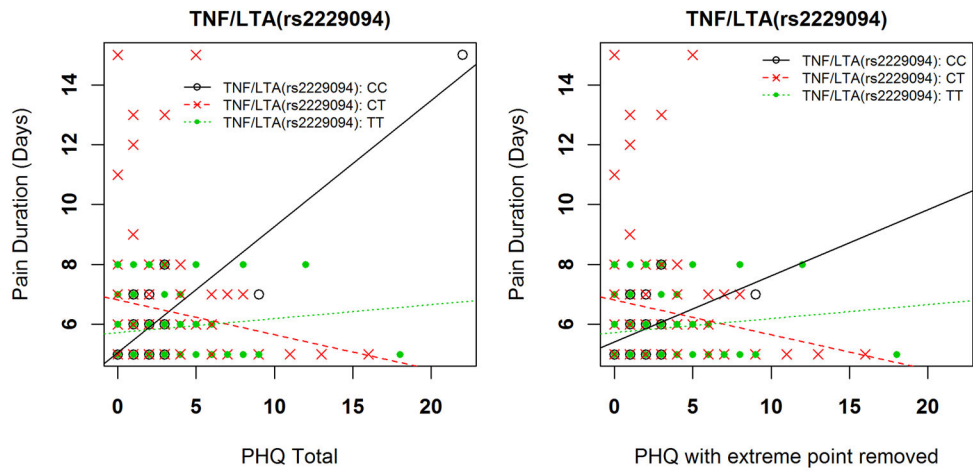 TNF/LTA(rs2229094)
Pain Duration (Days)
14
12
10
8
6
TNF/LTA(rs2229094): CC
TNF/LTA(rs2229094): CT
TNF/LTA(rs2229094): TT
0 5 10 15 20
PHQ Total
TNF/LTA(rs2229094)
Pain Duration (Days)
14
12
10
8
6
TNF/LTA(rs2229094): CC
TNF/LTA(rs2229094): CT
TNF/LTA(rs2229094): TT
0 5 10 15 20
PHQ with extreme point removed